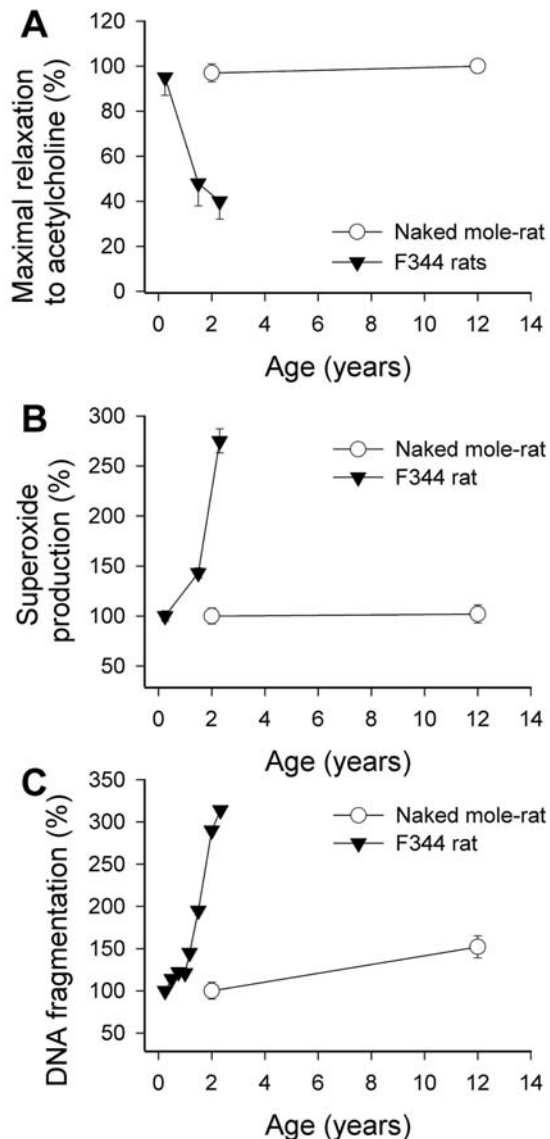 A
Maximal relaxation
to acetylcholine (%)
120
100
80
60
40
20
0
Naked mole-rat
F344 rats
0 2 4 6 8 10 12 14
Age (years)
B
Superoxide
production (%)
300
250
200
150
100
50
Naked mole-rat
F344 rat
0 2 4 6 8 10 12 14
Age (years)
C
DNA fragmentation (%)
350
300
250
200
150
100
50
Naked mole-rat
F344 rat
0 2 4 6 8 10 12 14
Age (years)